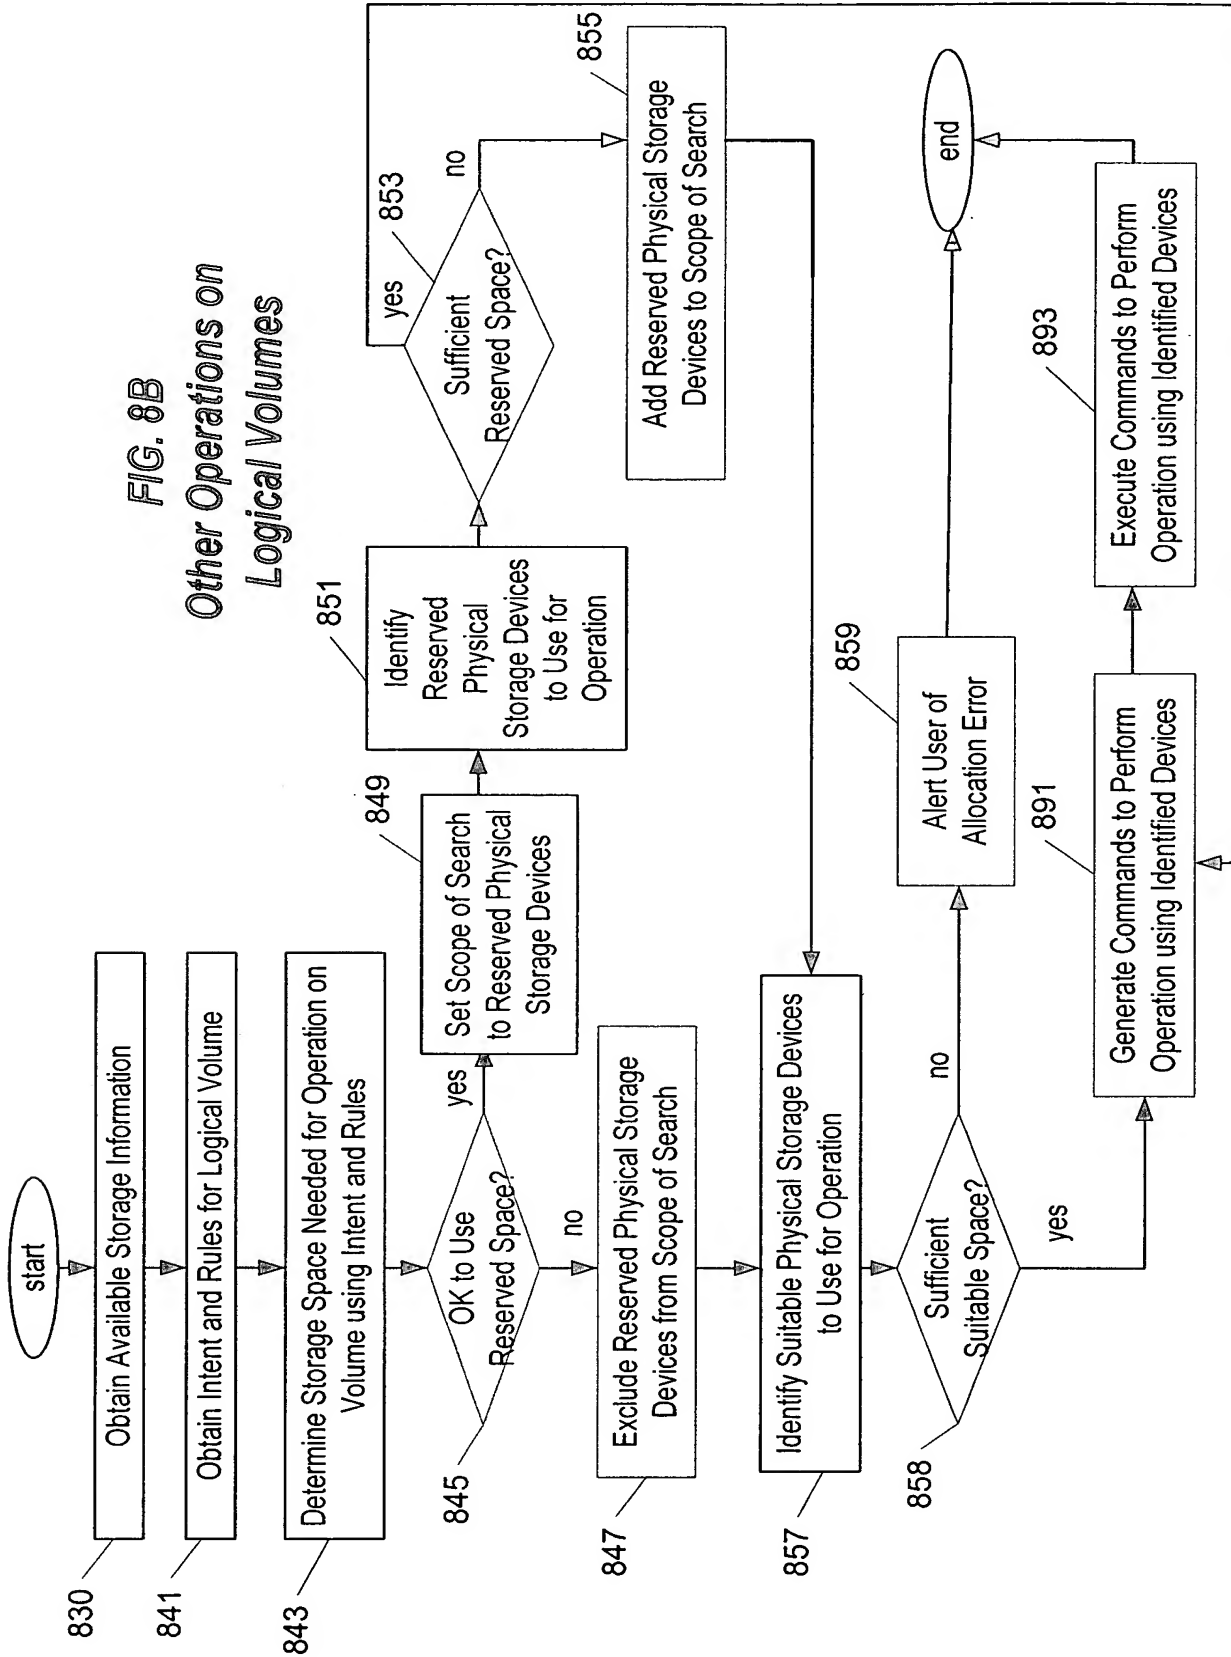 FIG. 8B
Other Operations on
Logical Volumes
start
830
Obtain Available Storage Information
841
Obtain Intent and Rules for Logical Volume
843
Determine Storage Space Needed for Operation on
Volume using Intent and Rules
845
OK to Use
Reserved Space?
yes
no
849
Set Scope of Search
to Reserved Physical
Storage Devices
851
Identify
Reserved
Physical
Storage Devices
to Use for
Operation
853
Sufficient
Reserved Space?
yes
no
855
Add Reserved Physical Storage
Devices to Scope of Search
847
Exclude Reserved Physical Storage
Devices from Scope of Search
857
Identify Suitable Physical Storage Devices
to Use for Operation
858
Sufficient
Suitable Space?
no
yes
859
Alert User of
Allocation Error
891
Generate Commands to Perform
Operation using Identified Devices
893
Execute Commands to Perform
Operation using Identified Devices
end